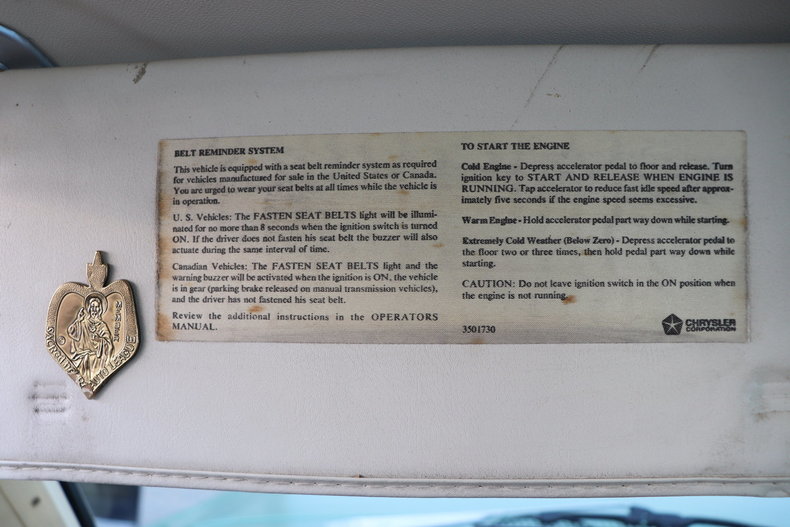 BELT REMINDER SYSTEM
This vehicle is equipped with a seat belt reminder system as required
for vehicles manufactured for sale in the United States or Canada.
You are urged to wear your seat belts at all times while the vehicle is
in operation.
U. S. Vehicles: The FASTEN SEAT BELTS light will be illumi-
nated for no more than 8 seconds when the ignition switch is turned
ON. If the driver does not fasten his seat belt the buzzer will also
actuate during the same interval of time.
Canadian Vehicles: The FASTEN SEAT BELTS light and the
warning buzzer will be activated when the ignition is ON, the vehicle
is in gear (parking brake released on manual transmission vehicles),
and the driver has not fastened his seat belt.
Review the additional instructions in the OPERATORS
MANUAL.
TO START THE ENGINE
Cold Engine - Depress accelerator pedal to floor and release. Turn
ignition key to START AND RELEASE WHEN ENGINE IS
RUNNING. Tap accelerator to reduce fast idle speed after approx-
imately five seconds if the engine speed seems excessive.
Warm Engine - Hold accelerator pedal part way down while starting.
Extremely Cold Weather (Below Zero) - Depress accelerator pedal to
the floor two or three times, then hold pedal part way down while
starting.
CAUTION: Do not leave ignition switch in the ON position when
the engine is not running.
3501730
CHRYSLER
CORPORATION
SACRED HEART AUTO LEAGUE